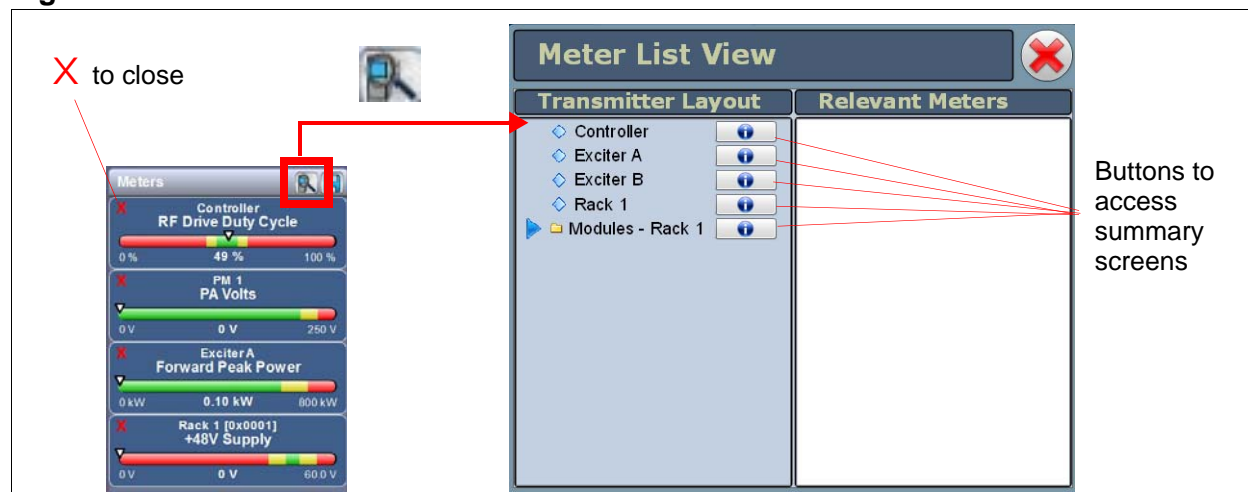 X to close
Meters
X Controller
RF Drive Duty Cycle
0 % 49 % 100 %
X PM 1
PA Volts
0 V 0 V 250 V
X Exciter A
Forward Peak Power
0 kW 0.10 kW 800 kW
X Rack 1 [0x0001]
+48V Supply
0 V 0 V 60.0 V
Meter List View
Transmitter Layout Relevant Meters
Controller
Exciter A
Exciter B
Rack 1
Modules - Rack 1
Buttons to
access
summary
screens